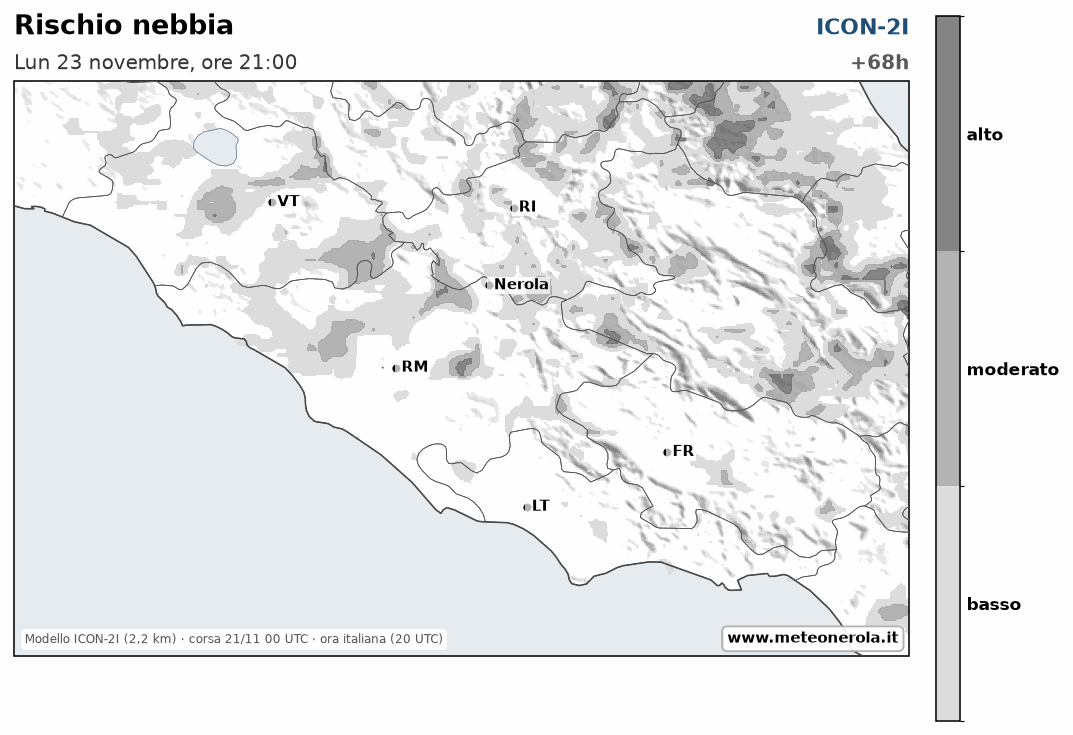 Rischio nebbia
ICON-2I
Lun 23 novembre, ore 21:00
+68h
alto
VT
RI
Nerola
moderato
RM
FR
LT
basso
Modello ICON-2I (2,2 km) · corsa 21/11 00 UTC · ora italiana (20 UTC)
www.meteonerola.it